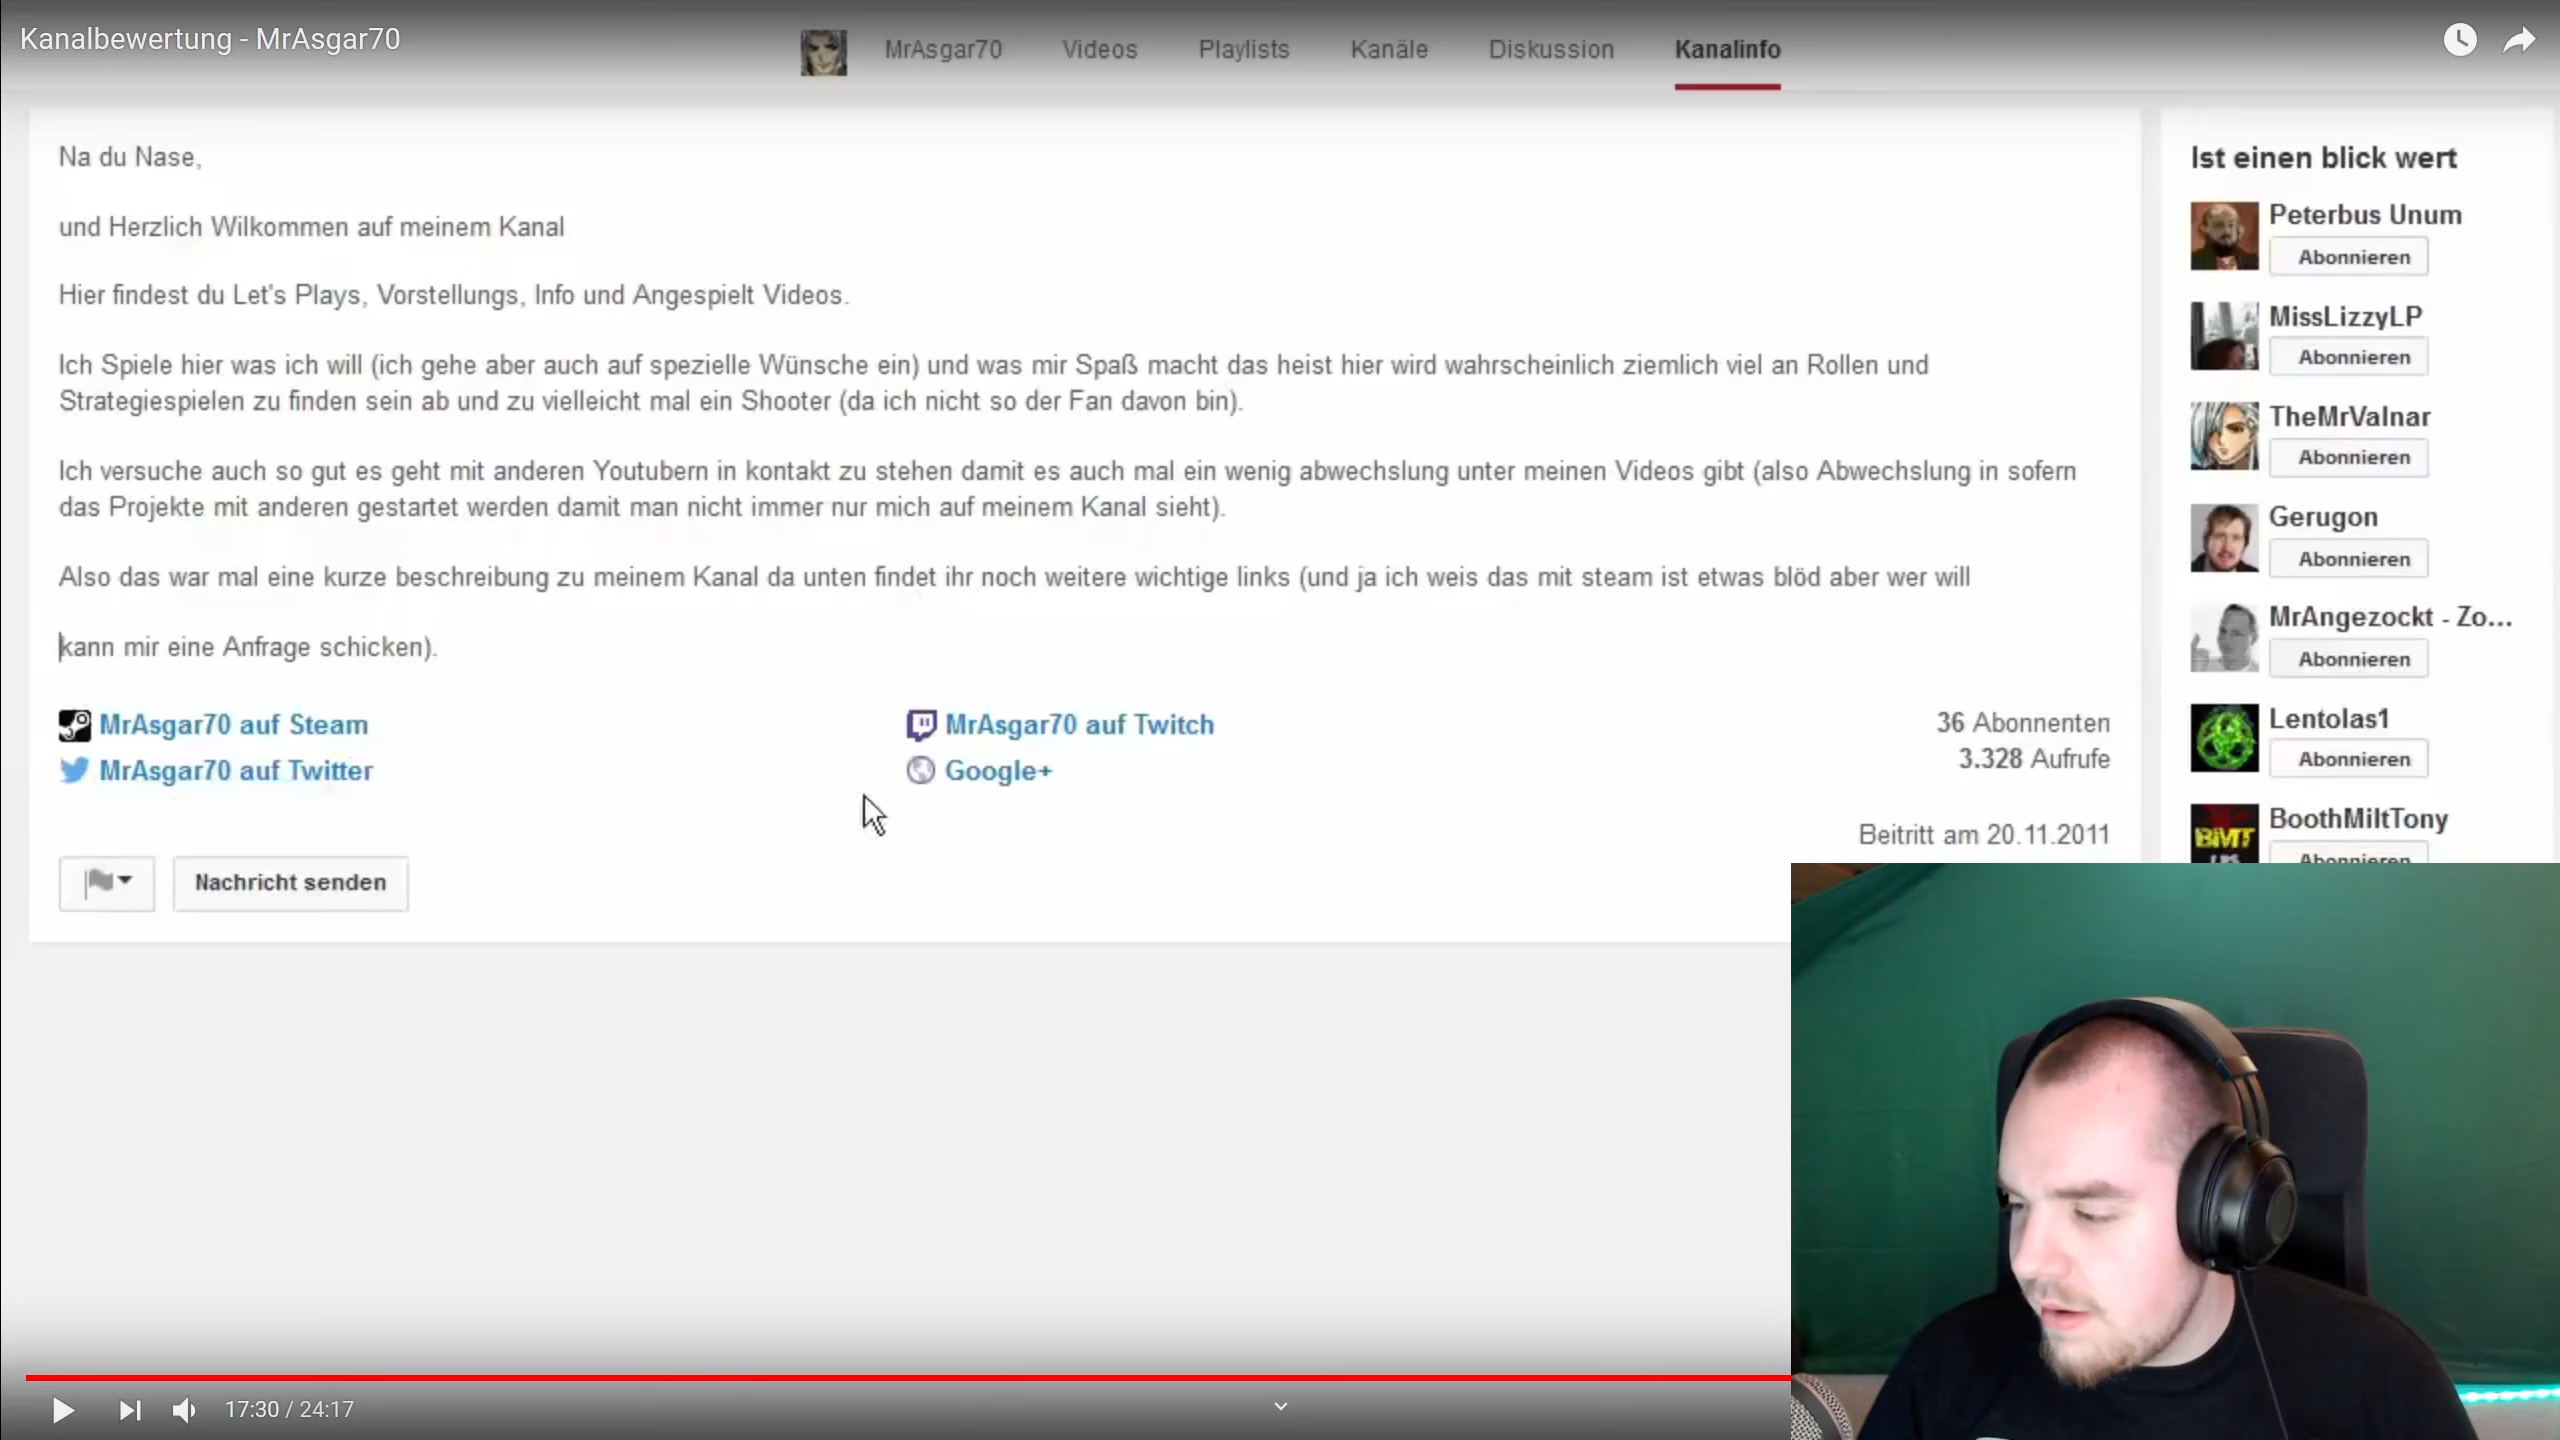 Kanalbewertung - MrAsgar70
MrAsgar70 Videos Playlists Kanäle Diskussion Kanalinfo
Na du Nase,
und Herzlich Wilkommen auf meinem Kanal
Hier findest du Let's Plays, Vorstellungs, Info und Angespielt Videos.
Ich Spiele hier was ich will (ich gehe aber auch auf spezielle Wünsche ein) und was mir Spaß macht das heist hier wird wahrscheinlich ziemlich viel an Rollen und
Strategiespielen zu finden sein ab und zu vielleicht mal ein Shooter (da ich nicht so der Fan davon bin).
Ich versuche auch so gut es geht mit anderen Youtubern in kontakt zu stehen damit es auch mal ein wenig abwechslung unter meinen Videos gibt (also Abwechslung in sofern
das Projekte mit anderen gestartet werden damit man nicht immer nur mich auf meinem Kanal sieht).
Also das war mal eine kurze beschreibung zu meinem Kanal da unten findet ihr noch weitere wichtige links (und ja ich weis das mit steam ist etwas blöd aber wer will
kann mir eine Anfrage schicken).
MrAsgar70 auf Steam
MrAsgar70 auf Twitch
MrAsgar70 auf Twitter
Google+
36 Abonnenten
3.328 Aufrufe
Beitritt am 20.11.2011
Nachricht senden
Ist einen blick wert
Peterbus Unum
Abonnieren
MissLizzyLP
Abonnieren
TheMrValnar
Abonnieren
Gerugon
Abonnieren
MrAngezockt - Zo...
Abonnieren
Lentolas1
Abonnieren
BoothMiltTony
BMT
Abonnieren
17:30 / 24:17